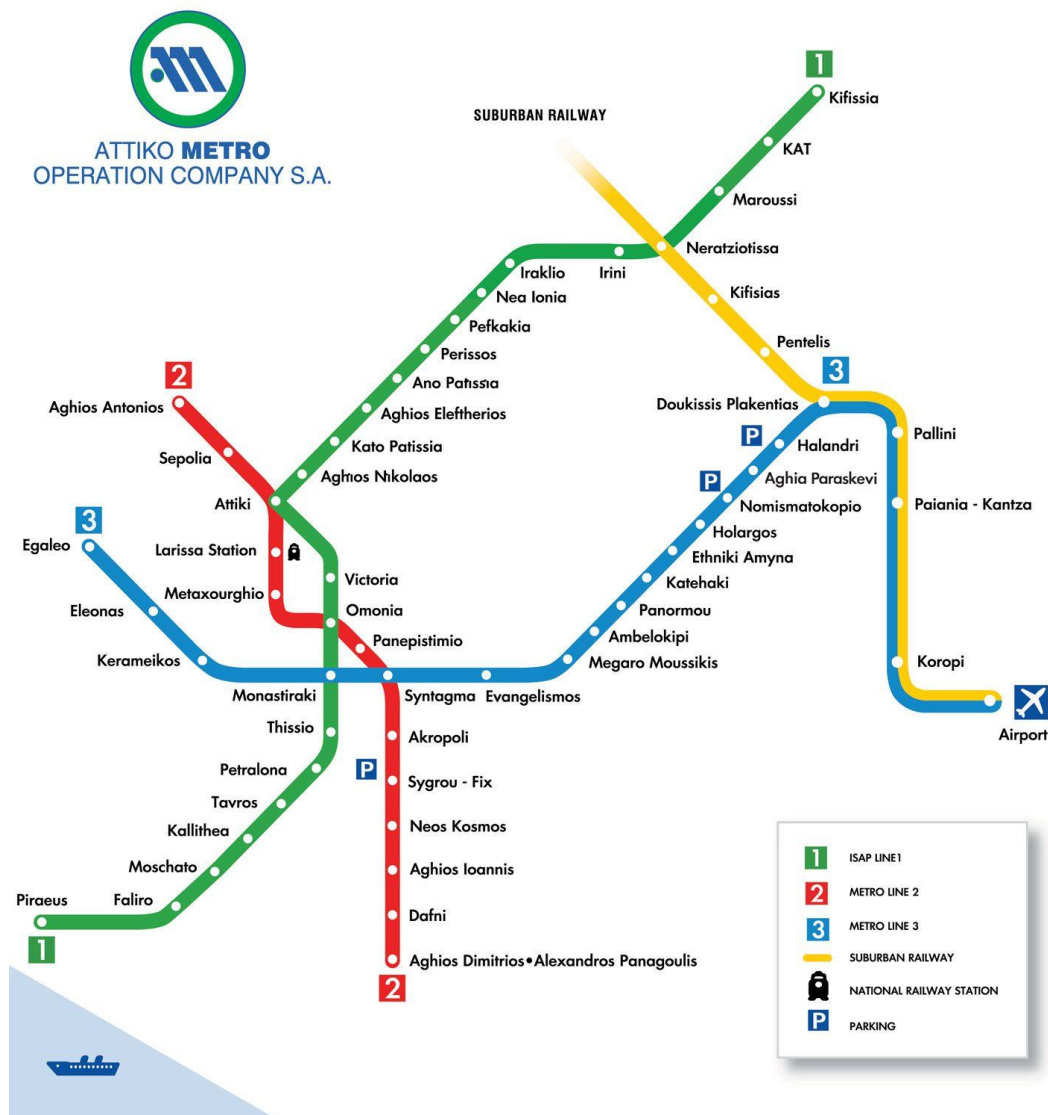 ATTIKO METRO
OPERATION COMPANY S.A.
SUBURBAN RAILWAY
1
Kifissia
KAT
Maroussi
Neratziotissa
Irini
Iraklio
Nea Ionia
Pefkakia
Perissos
Ano Patissia
Aghios Eleftherios
Kato Patissia
Aghios Nikolaos
Kifisias
Pentelis
3
Doukissis Plakentias
2
Aghios Antonios
Sepolia
Attiki
Larissa Station
Metaxourghio
Victoria
Omonia
Panepistimio
3
Egaleo
Eleonas
Kerameikos
Monastiraki
Syntagma
Evangelismos
Megaro Moussikis
Ambelokipi
Panormou
Katehaki
Ethniki Amyna
Holargos
P
Nomismatokopio
Aghia Paraskevi
P
Halandri
Pallini
Paiania - Kantza
Koropi
Airport
Thissio
Petralona
Tavros
Kallithea
Moschato
Faliro
Piraeus
1
Akropoli
P
Sygrou - Fix
Neos Kosmos
Aghios Ioannis
Dafni
Aghios Dimitrios•Alexandros Panagoulis
2
1 ISAP LINE1
2 METRO LINE 2
3 METRO LINE 3
SUBURBAN RAILWAY
NATIONAL RAILWAY STATION
P PARKING